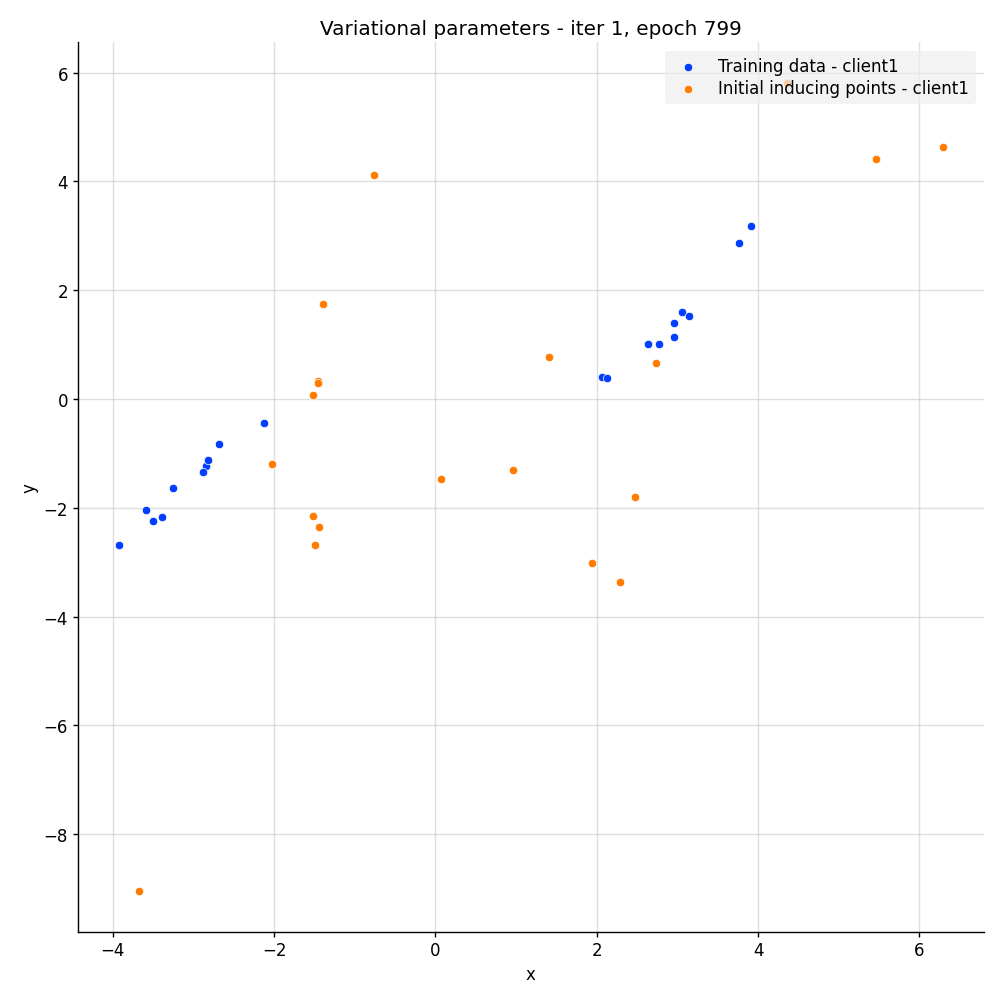 Variational parameters - iter 1, epoch 799
Training data - client1
Initial inducing points - client1
6
4
2
0
−2
−4
−6
−8
y
−4 −2 0 2 4 6
x